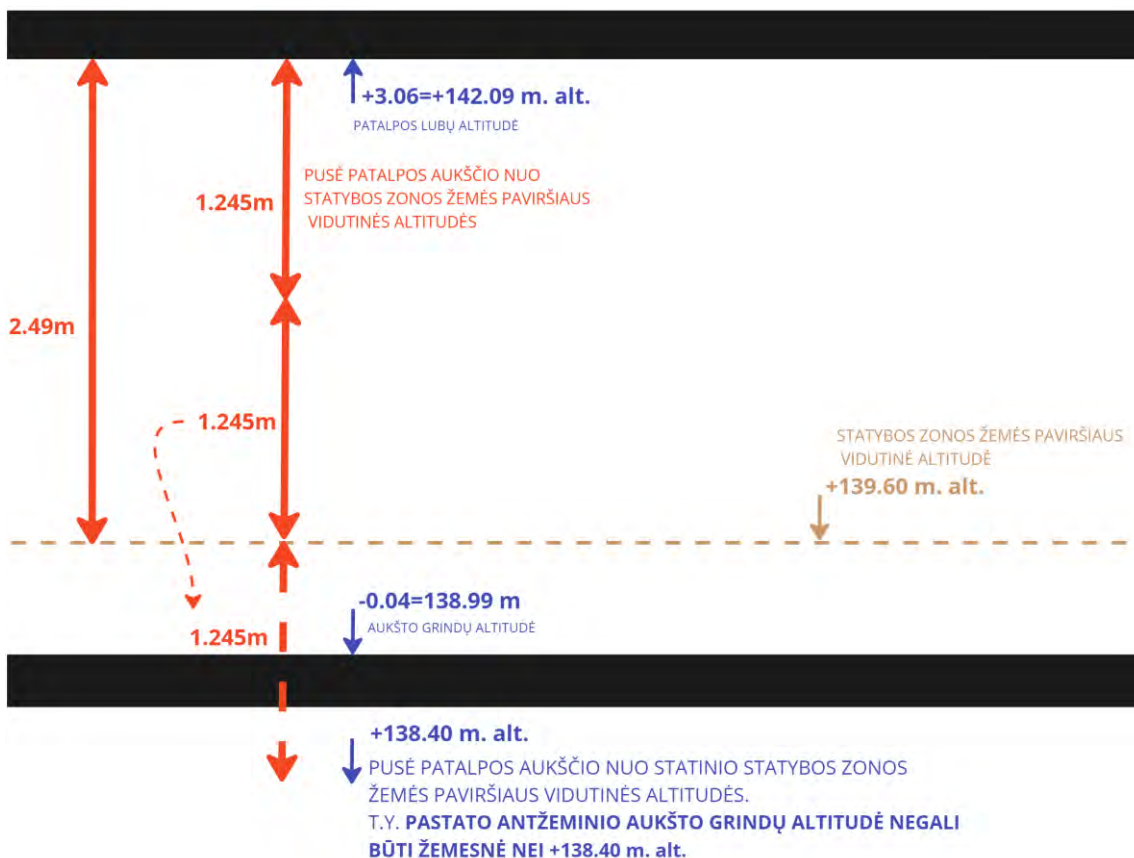 +3.06=+142.09 m. alt.
PATALPOS LUBŲ ALTITUDĖ
PUSĖ PATALPOS AUKŠČIO NUO
STATYBOS ZONOS ŽEMĖS PAVIRŠIAUS
VIDUTINĖS ALTITUDĖS
1.245m
2.49m
1.245m
STATYBOS ZONOS ŽEMĖS PAVIRŠIAUS
VIDUTINĖ ALTITUDĖ
+139.60 m. alt.
-0.04=138.99 m
AUKŠTO GRINDŲ ALTITUDĖ
1.245m
+138.40 m. alt.
PUSĖ PATALPOS AUKŠČIO NUO STATINIO STATYBOS ZONOS
ŽEMĖS PAVIRŠIAUS VIDUTINĖS ALTITUDĖS.
T.Y. PASTATO ANTŽEMINIO AUKŠTO GRINDŲ ALTITUDĖ NEGALI
BŪTI ŽEMESNĖ NEI +138.40 m. alt.